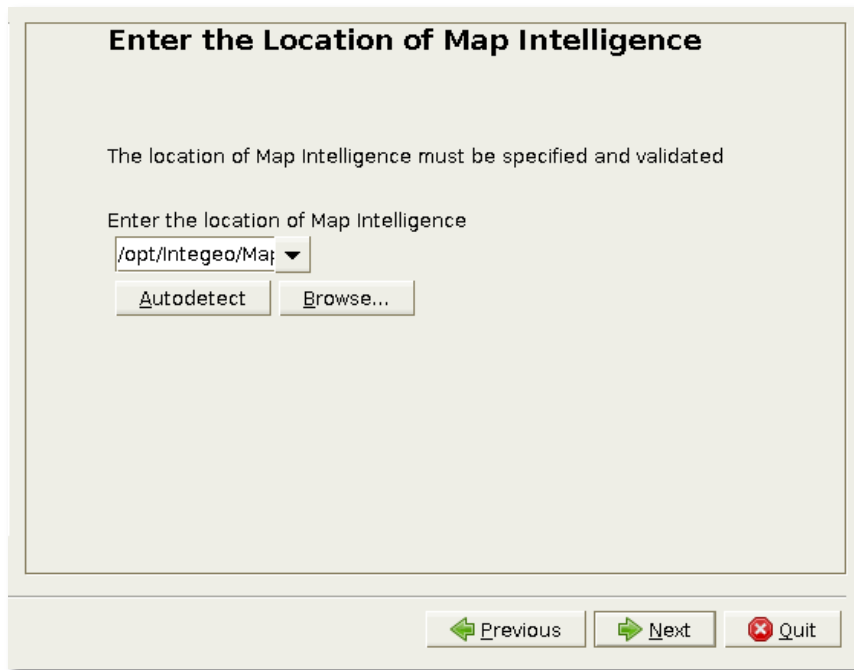 Enter the Location of Map Intelligence
The location of Map Intelligence must be specified and validated
Enter the location of Map Intelligence
/opt/Integeo/Map
Autodetect Browse...
Previous Next Quit